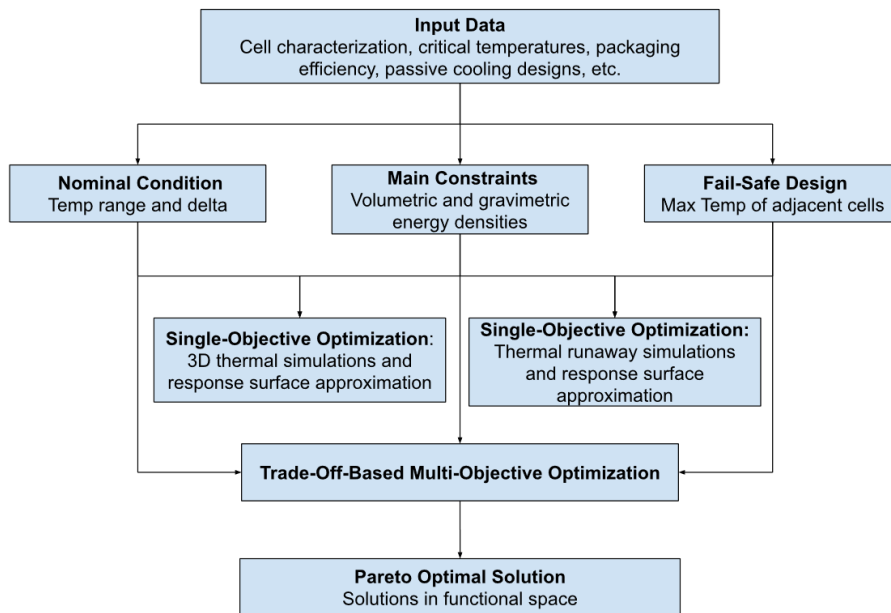 Input Data
Cell characterization, critical temperatures, packaging
efficiency, passive cooling designs, etc.
Nominal Condition
Temp range and delta
Main Constraints
Volumetric and gravimetric
energy densities
Fail-Safe Design
Max Temp of adjacent cells
Single-Objective Optimization:
3D thermal simulations and
response surface approximation
Single-Objective Optimization:
Thermal runaway simulations
and response surface
approximation
Trade-Off-Based Multi-Objective Optimization
Pareto Optimal Solution
Solutions in functional space